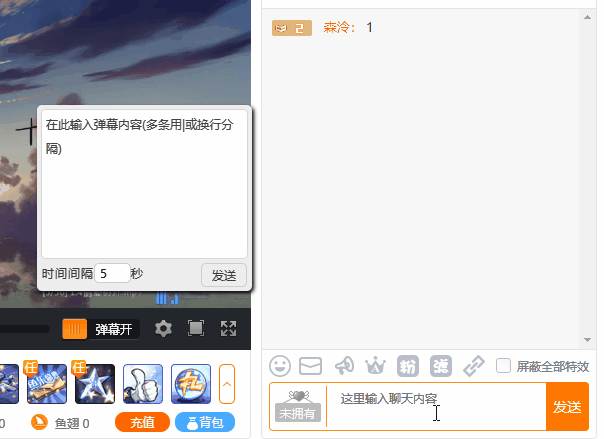 2 森泠： 1
在此输入弹幕内容(多条用|或换行分
隔)
时间间隔 5 秒 发送
弹幕开
任 任
屏蔽全部特效
粉
0 鱼翅 0 充值 背包
未拥有 这里输入聊天内容 发送